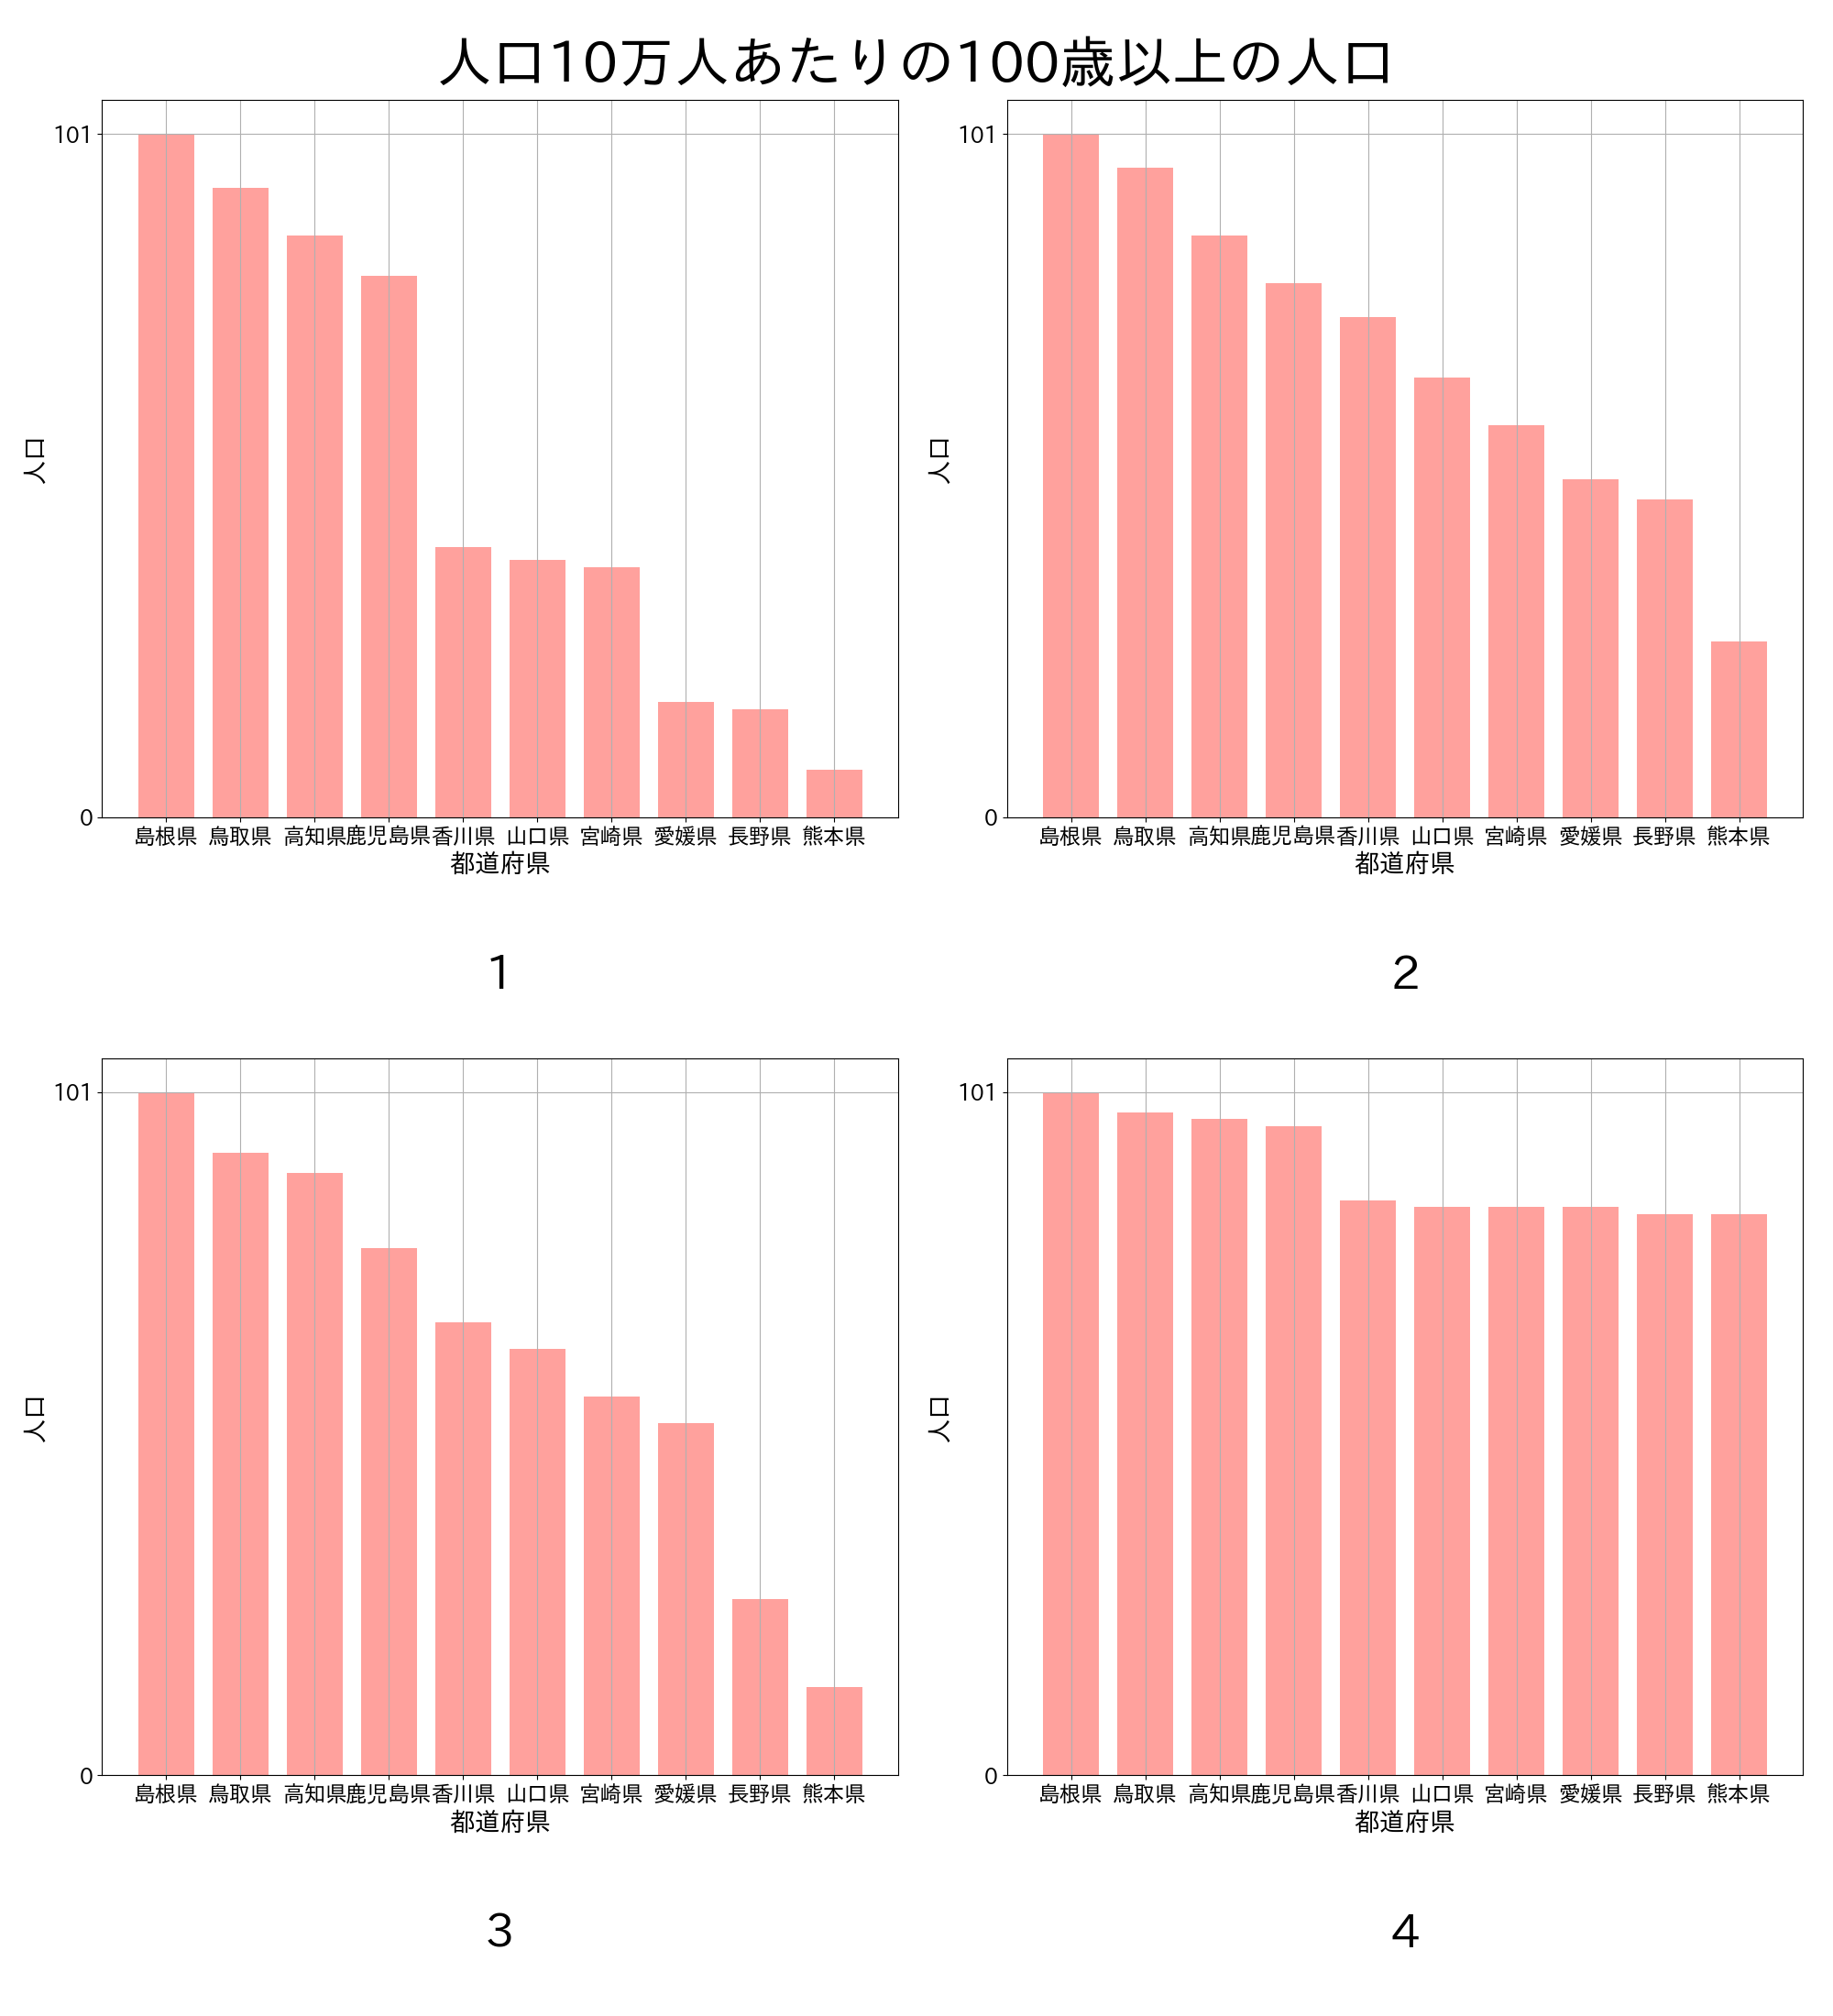 人口10万人あたりの100歳以上の人口
101
人口
0
島根県 鳥取県 高知県 鹿児島県 香川県 山口県 宮崎県 愛媛県 長野県 熊本県
都道府県
1
101
人口
0
島根県 鳥取県 高知県 鹿児島県 香川県 山口県 宮崎県 愛媛県 長野県 熊本県
都道府県
2
101
人口
0
島根県 鳥取県 高知県 鹿児島県 香川県 山口県 宮崎県 愛媛県 長野県 熊本県
都道府県
3
101
人口
0
島根県 鳥取県 高知県 鹿児島県 香川県 山口県 宮崎県 愛媛県 長野県 熊本県
都道府県
4